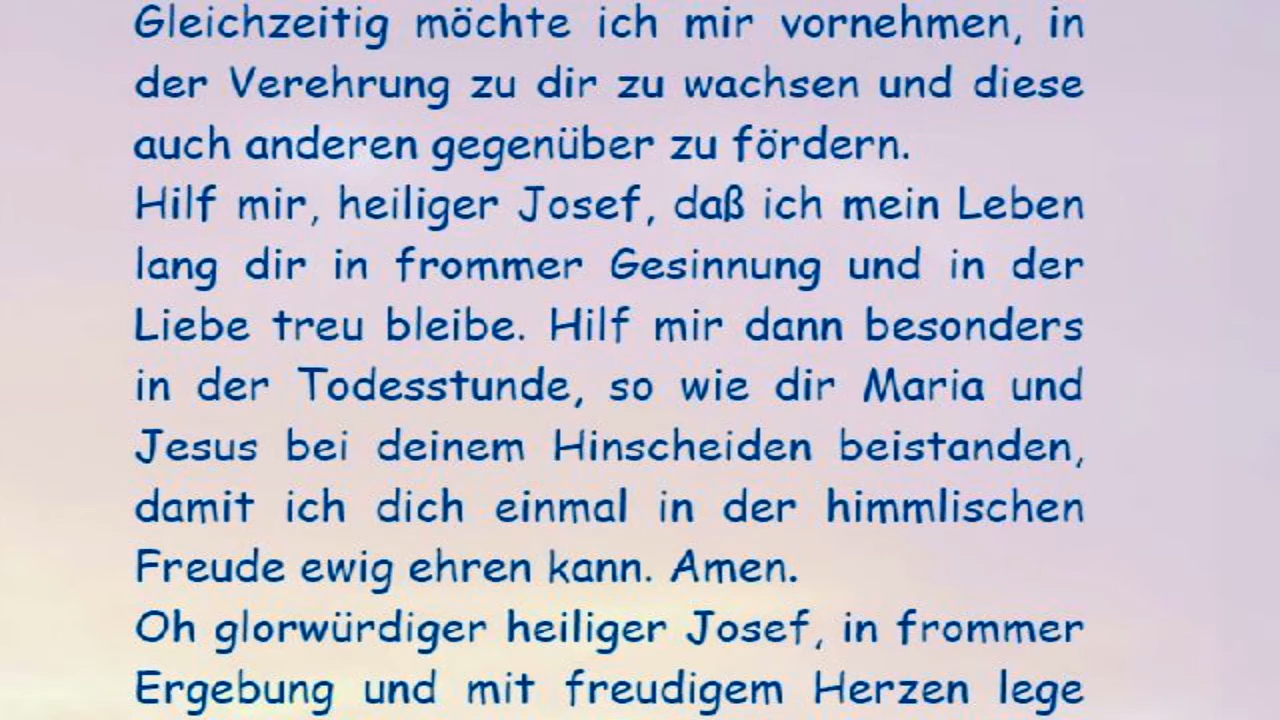 Gleichzeitig möchte ich mir vornehmen, in
der Verehrung zu dir zu wachsen und diese
auch anderen gegenüber zu fördern.
Hilf mir, heiliger Josef, daß ich mein Leben
lang dir in frommer Gesinnung und in der
Liebe treu bleibe. Hilf mir dann besonders
in der Todesstunde, so wie dir Maria und
Jesus bei deinem Hinscheiden beistanden,
damit ich dich einmal in der himmlischen
Freude ewig ehren kann. Amen.
Oh glorwürdiger heiliger Josef, in frommer
Ergebung und mit freudigem Herzen lege